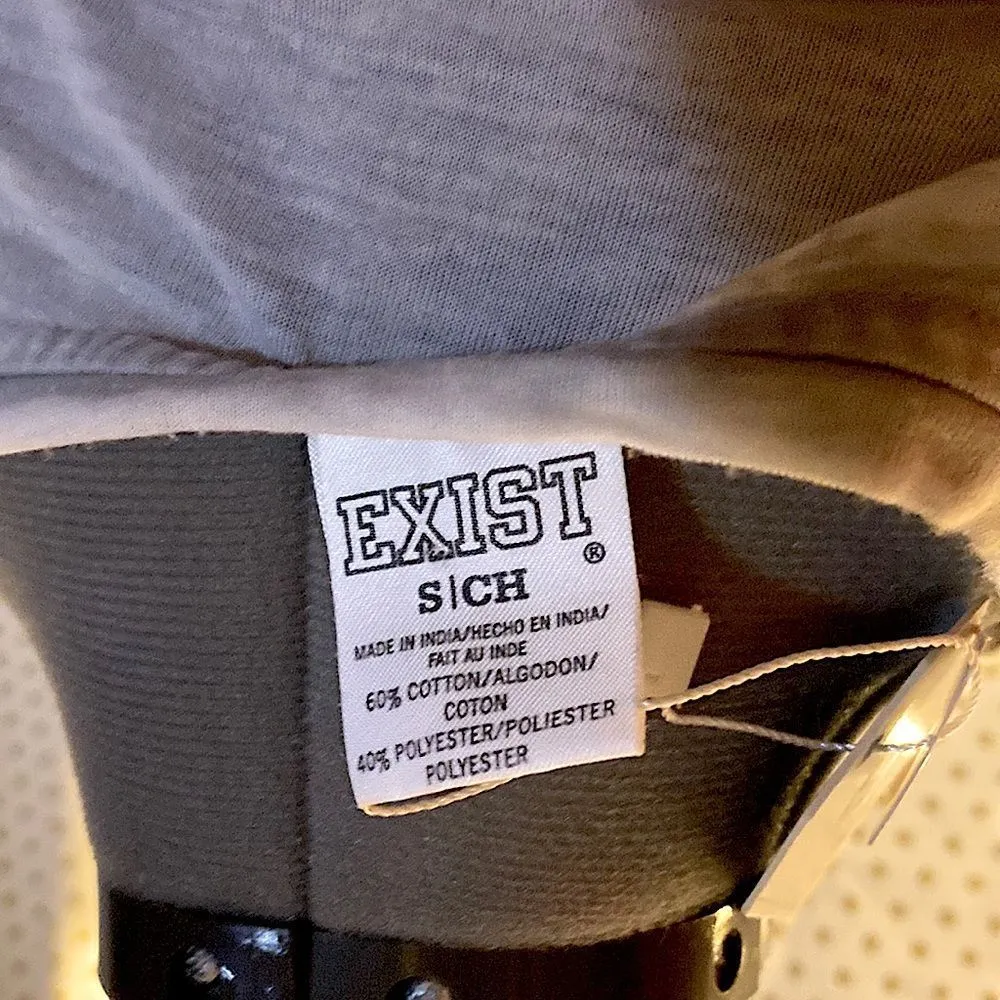 EXIST
®
S|CH
MADE IN INDIA/HECHO EN INDIA/
FAIT AU INDE
60% COTTON/ALGODON/
COTON
40% POLYESTER/POLIESTER
POLYESTER